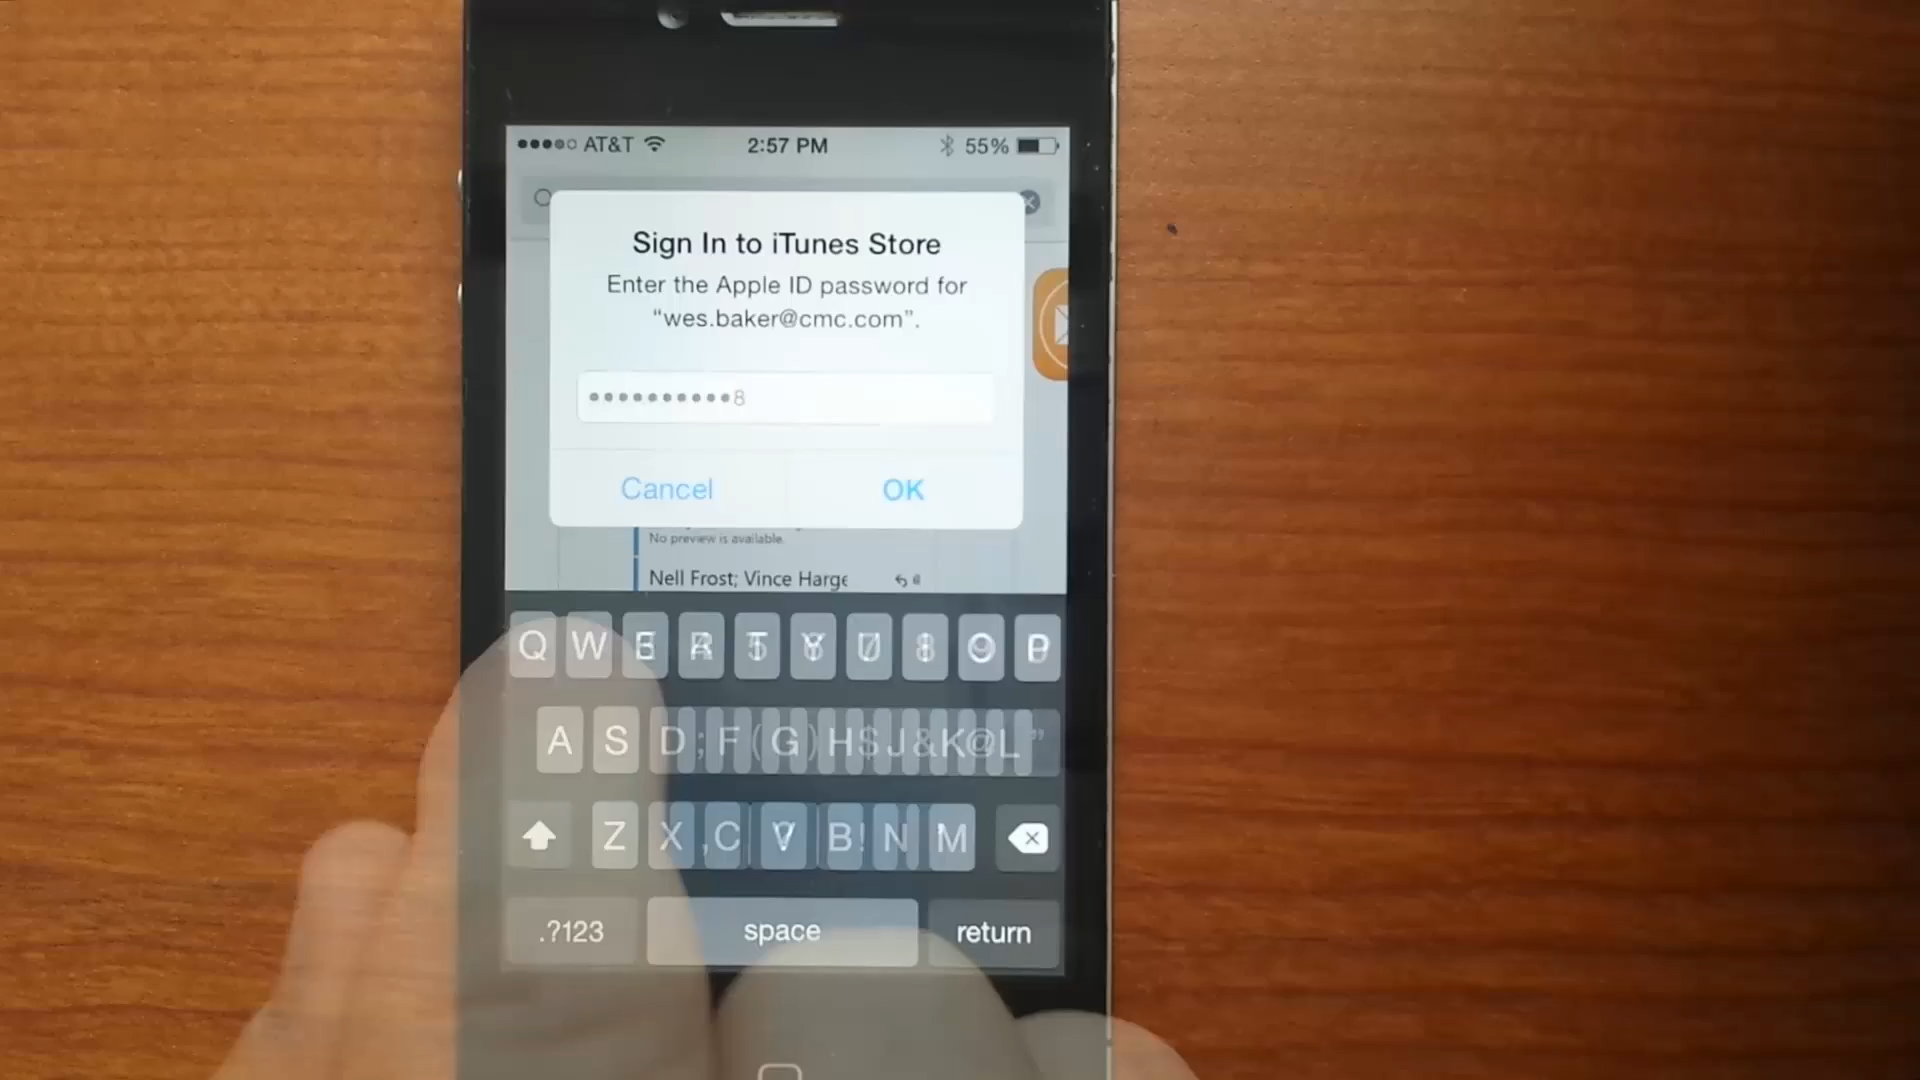 AT&T 2:57 PM 55%
Sign In to iTunes Store
Enter the Apple ID password for
“wes.baker@cmc.com”.
••••••••••8
Cancel OK
No preview is available.
Nell Frost; Vince Harge
Q W E R T Y U I O P
A S D F G H J K L
Z X C V B N M
.?123 space return